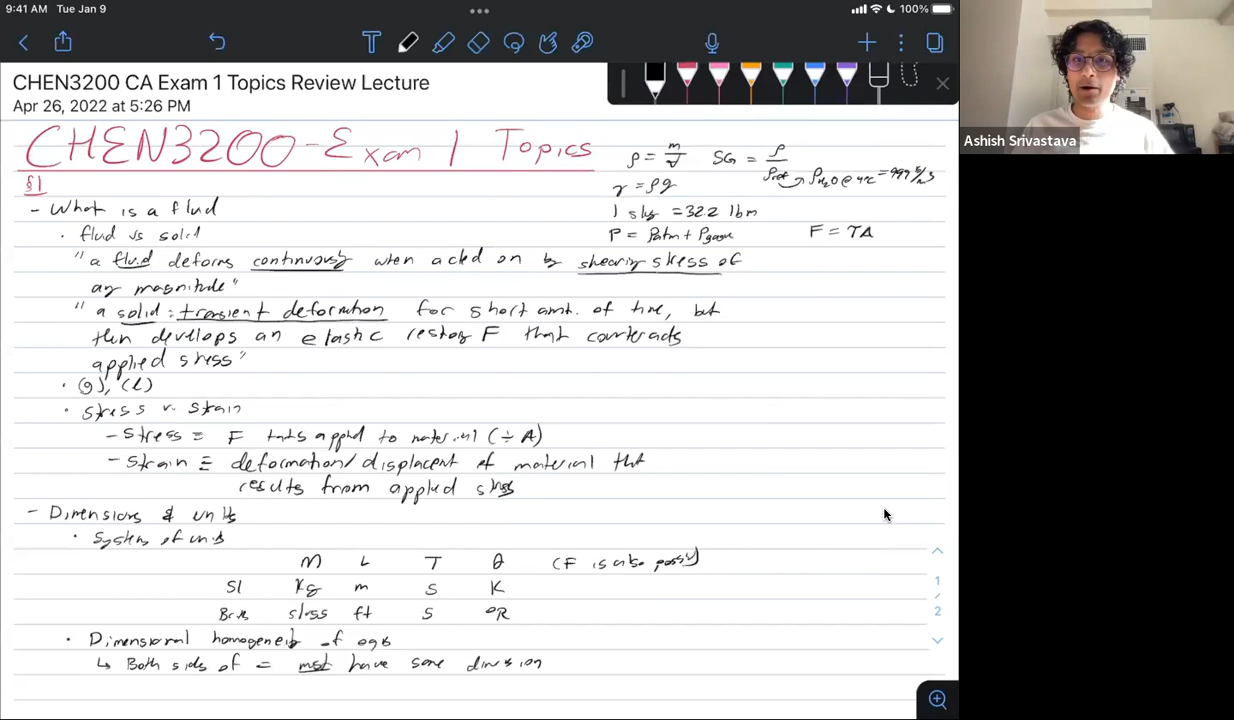 9:41 AM Tue Jan 9
100%
CHEN3200 CA Exam 1 Topics Review Lecture
Apr 26, 2022 at 5:26 PM
Ashish Srivastava
CHEN3200 - Exam 1 Topics
ρ = m/V SG = ρ/ρref → ρH2O @ 4°C = 999
γ = ρg
1 slug = 32.2 lbm
P = Patm + Pgauge F = τA
§1
- What is a fluid
· fluid vs solid
"a fluid deforms continuously when acted on by shearing stress of
any magnitude"
"a solid: transient deformation for short amt. of time, but
then develops an elastic restoring F that counteracts
applied stress"
· (g), (l)
· Stress v. Strain
- Stress ≡ F that's applied to material (÷ A)
- Strain ≡ deformation/displacement of material that
results from applied stress
- Dimensions & units
· Systems of units
M L T θ (F is also possible)
SI kg m s K
British slugs ft s °R
· Dimensional homogeneity of eqs
↳ Both sides of = must have same dimension
1
/
2